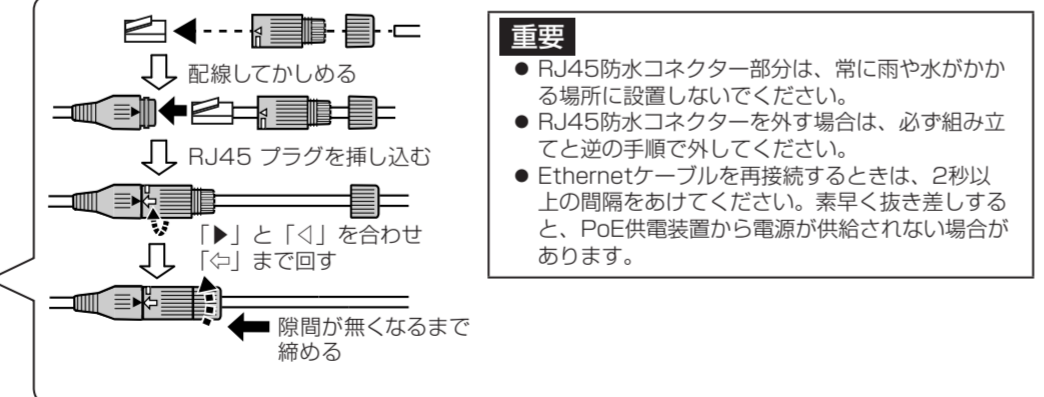 配線してかしめる
RJ45 プラグを挿し込む
「▶」と「◁」を合わせ
「⇦」まで回す
隙間が無くなるまで
締める
重要
● RJ45防水コネクター部分は、常に雨や水がかか
る場所に設置しないでください。
● RJ45防水コネクターを外す場合は、必ず組み立
てと逆の手順で外してください。
● Ethernetケーブルを再接続するときは、2秒以
上の間隔をあけてください。素早く抜き差しする
と、PoE供電装置から電源が供給されない場合が
あります。